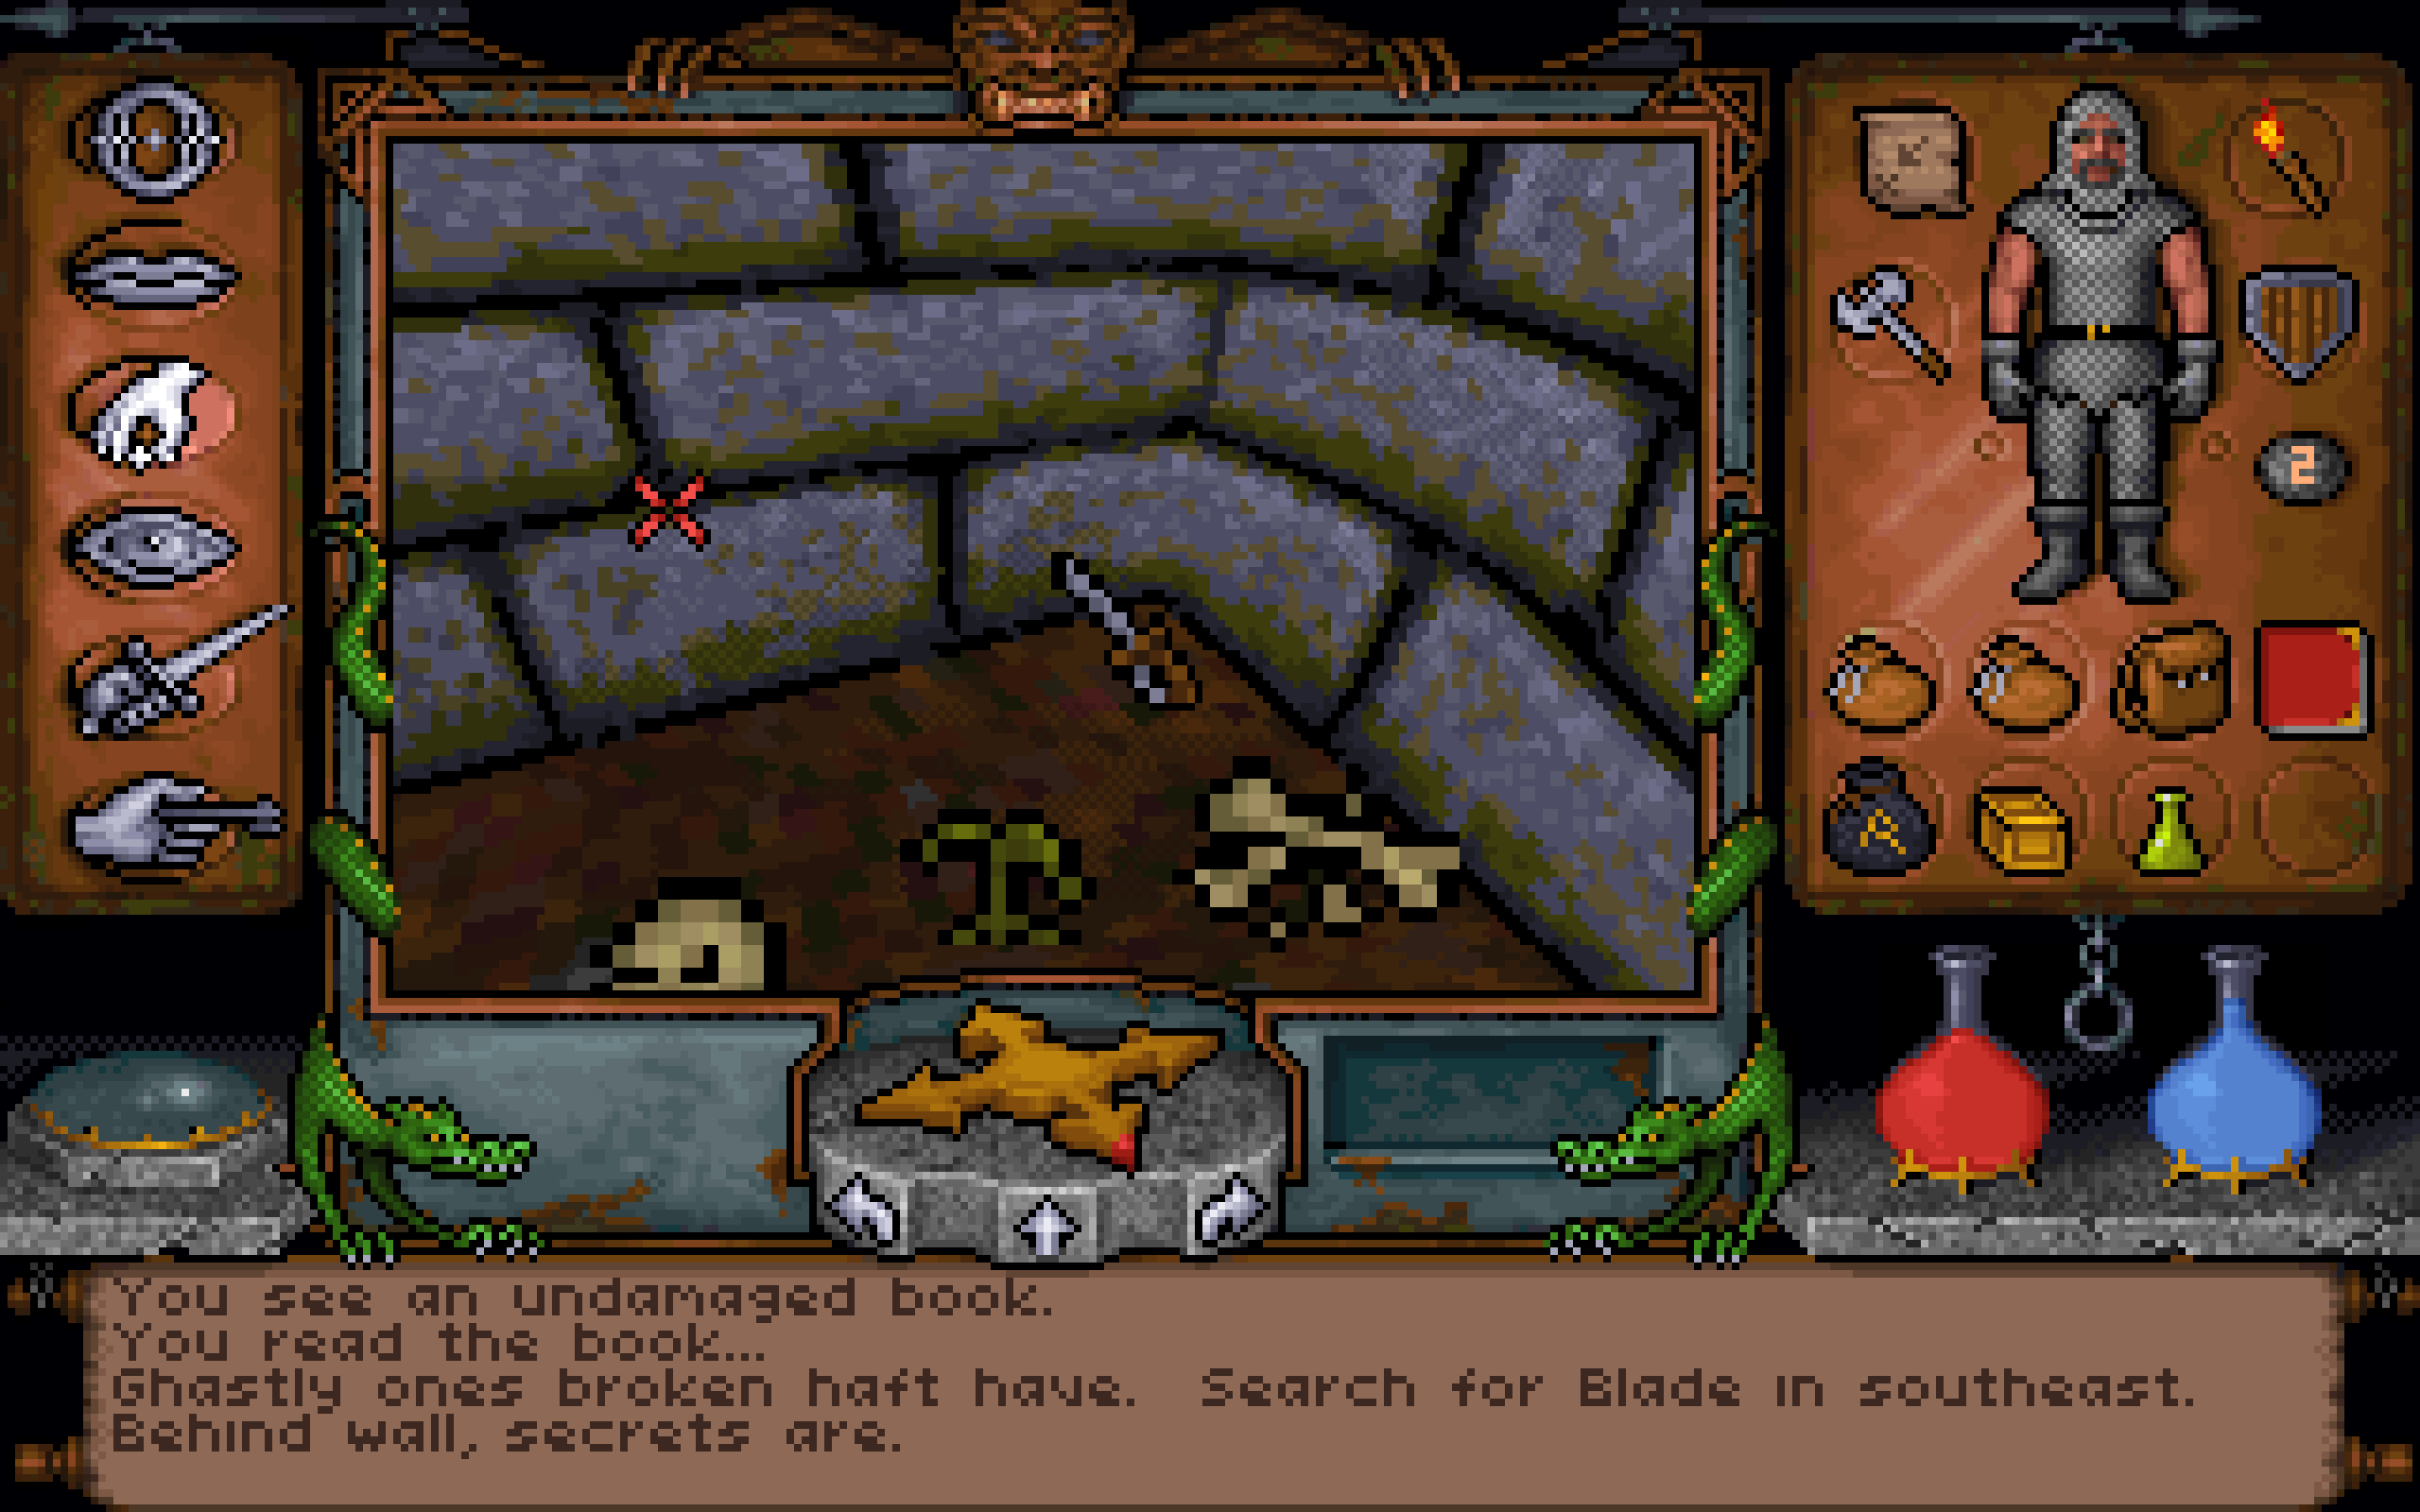 2
You see an undamaged book.
You read the book...
Ghastly ones broken haft have.  Search for Blade in southeast.
Behind wall, secrets are.